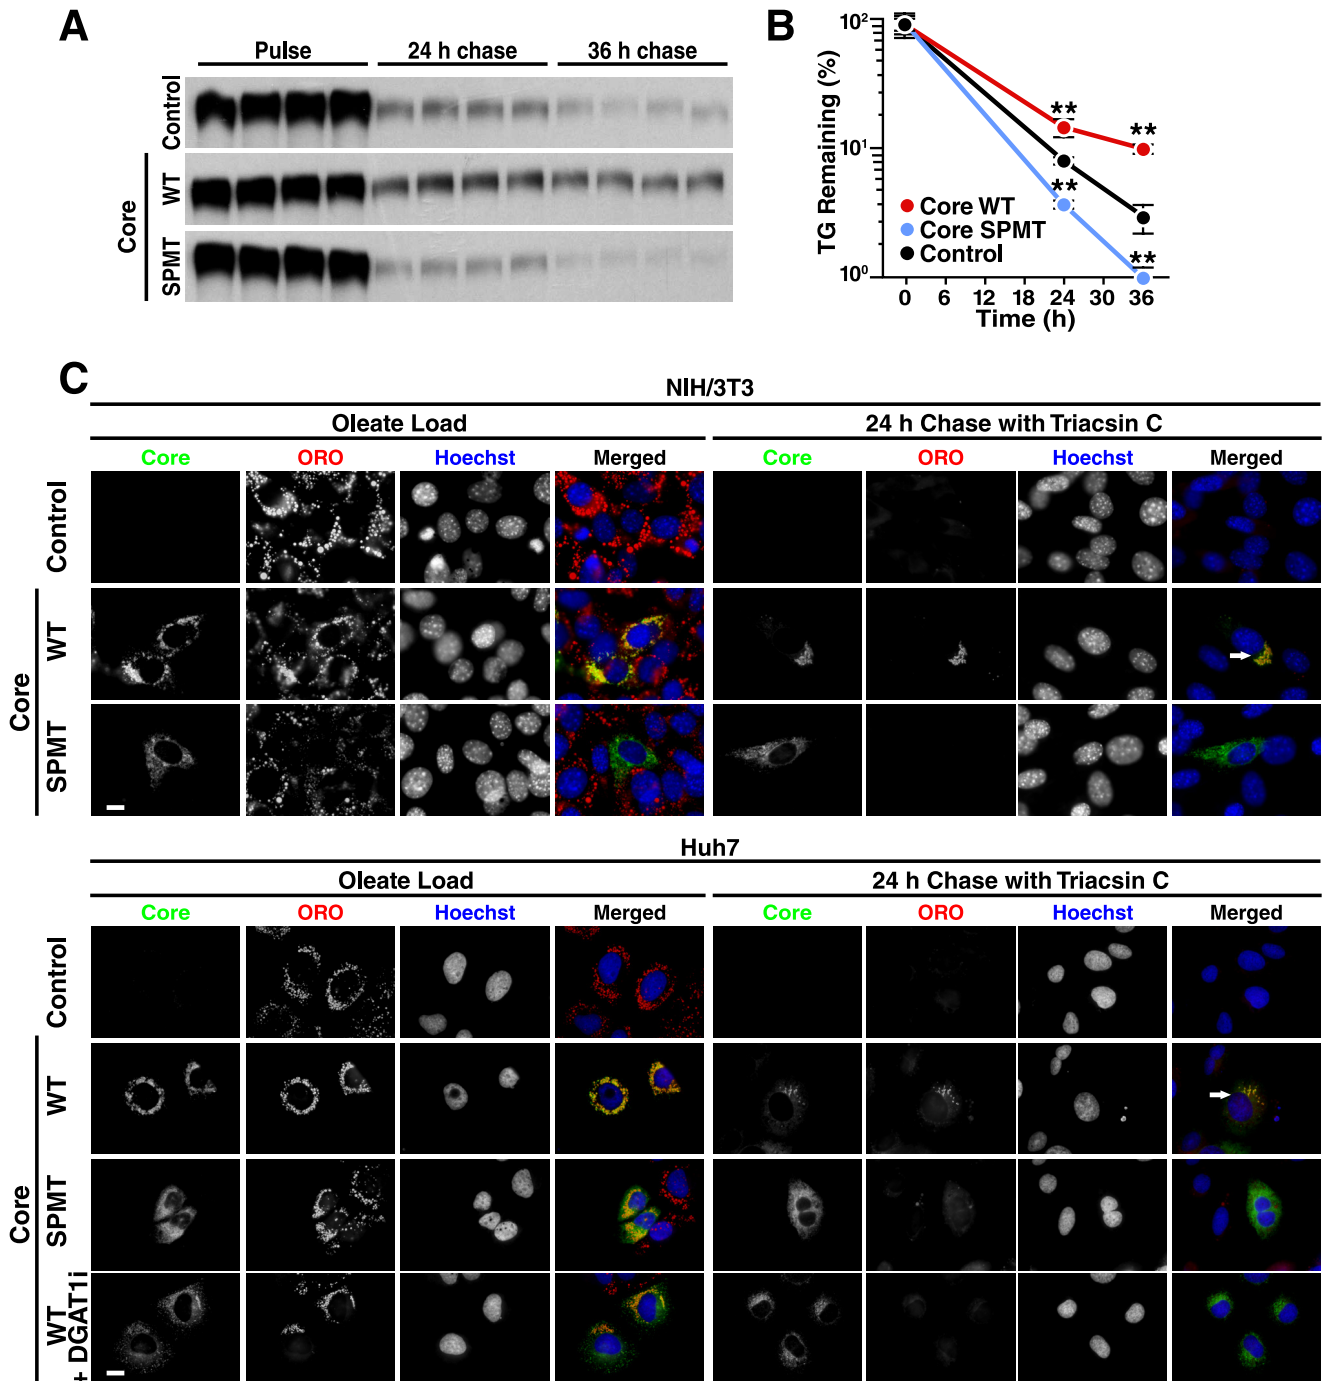 A
Pulse 24 h chase 36 h chase
Control
Core
WT
SPMT
B
TG Remaining (%)
10²
10¹
10⁰
** **
**
**
Core WT
Core SPMT
Control
0 6 12 18 24 30 36
Time (h)
C
NIH/3T3
Oleate Load 24 h Chase with Triacsin C
Core ORO Hoechst Merged Core ORO Hoechst Merged
Control
Core
WT
SPMT
Huh7
Oleate Load 24 h Chase with Triacsin C
Core ORO Hoechst Merged Core ORO Hoechst Merged
Control
Core
WT
SPMT
WT
+ DGAT1i